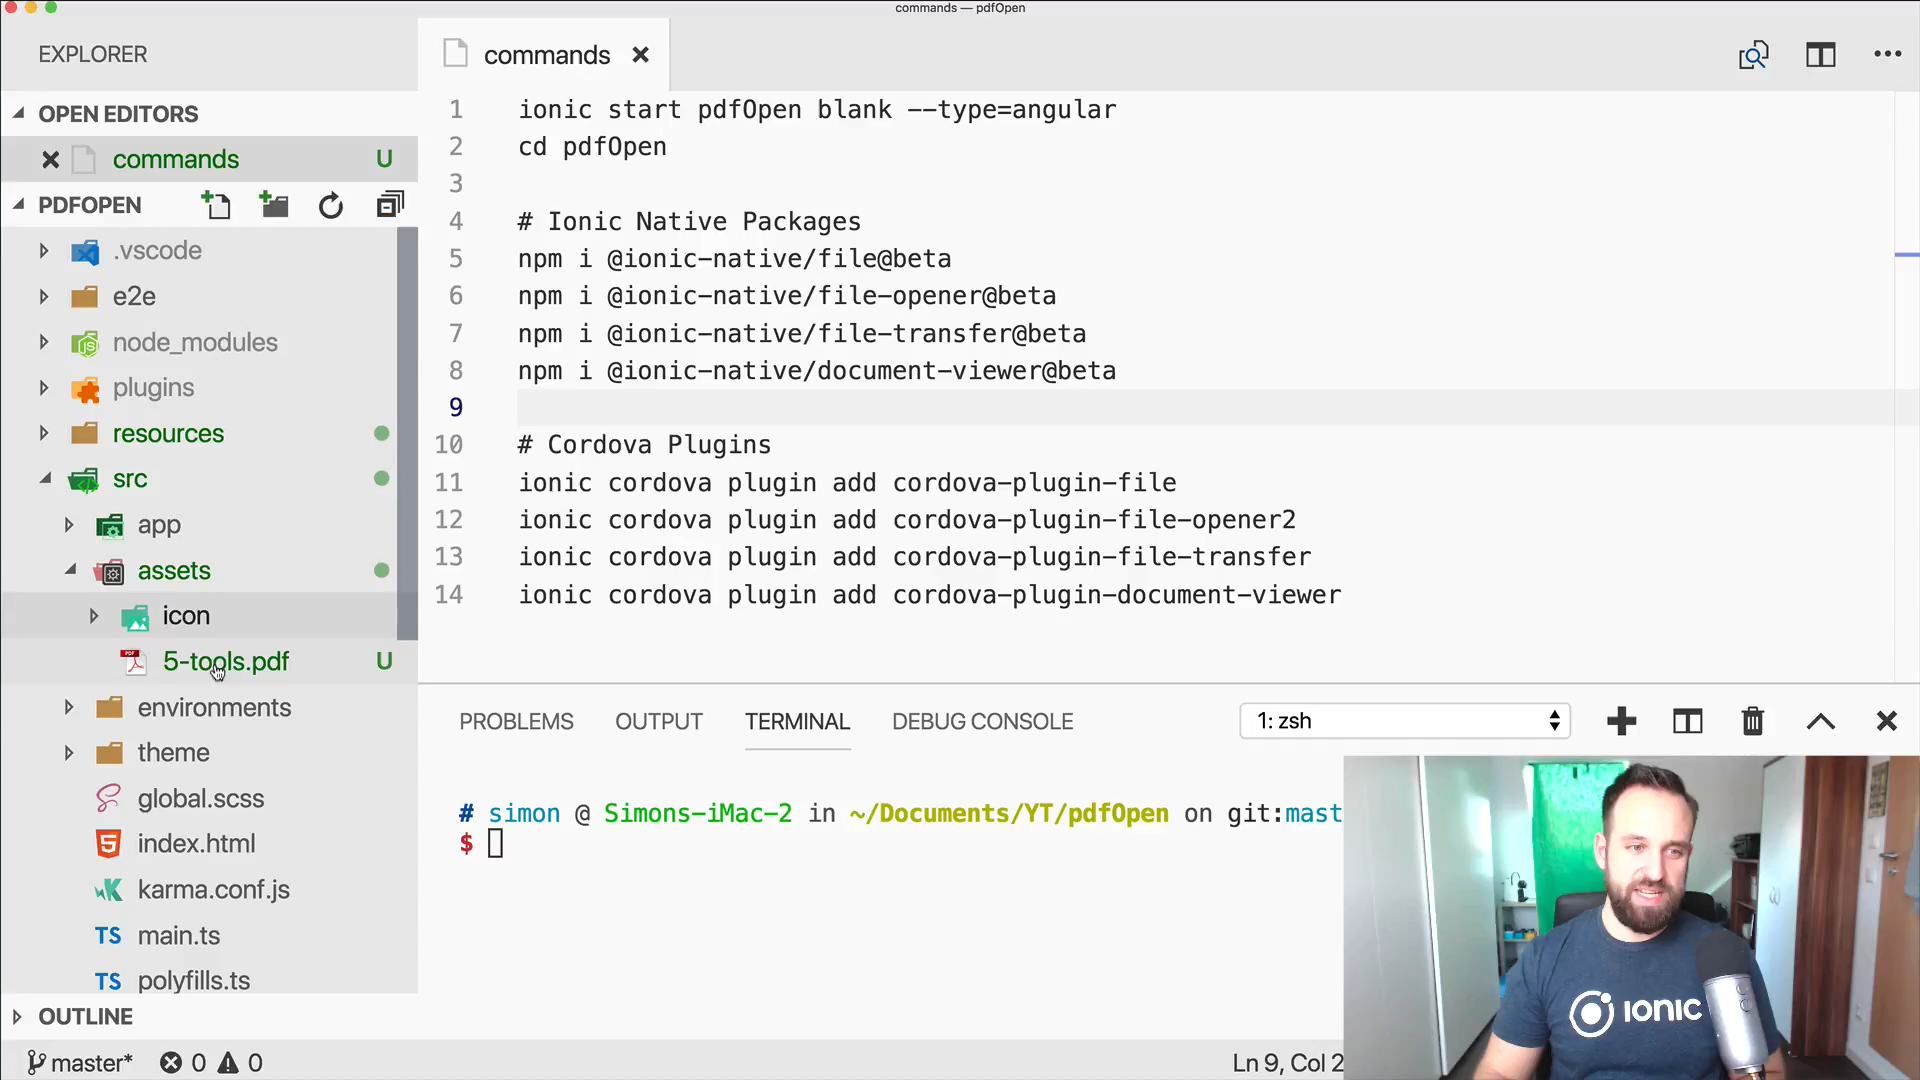 commands — pdfOpen
EXPLORER
OPEN EDITORS
commands U
PDFOPEN
.vscode
e2e
node_modules
plugins
resources
src
app
assets
icon
5-tools.pdf U
environments
theme
global.scss
index.html
karma.conf.js
TS main.ts
TS polyfills.ts
OUTLINE
master* 0 0
commands
1 ionic start pdfOpen blank --type=angular
2 cd pdfOpen
3
4 # Ionic Native Packages
5 npm i @ionic-native/file@beta
6 npm i @ionic-native/file-opener@beta
7 npm i @ionic-native/file-transfer@beta
8 npm i @ionic-native/document-viewer@beta
9
10 # Cordova Plugins
11 ionic cordova plugin add cordova-plugin-file
12 ionic cordova plugin add cordova-plugin-file-opener2
13 ionic cordova plugin add cordova-plugin-file-transfer
14 ionic cordova plugin add cordova-plugin-document-viewer
PROBLEMS OUTPUT TERMINAL DEBUG CONSOLE 1: zsh
# simon @ Simons-iMac-2 in ~/Documents/YT/pdfOpen on git:mast
$
Ln 9, Col 2
IONIC